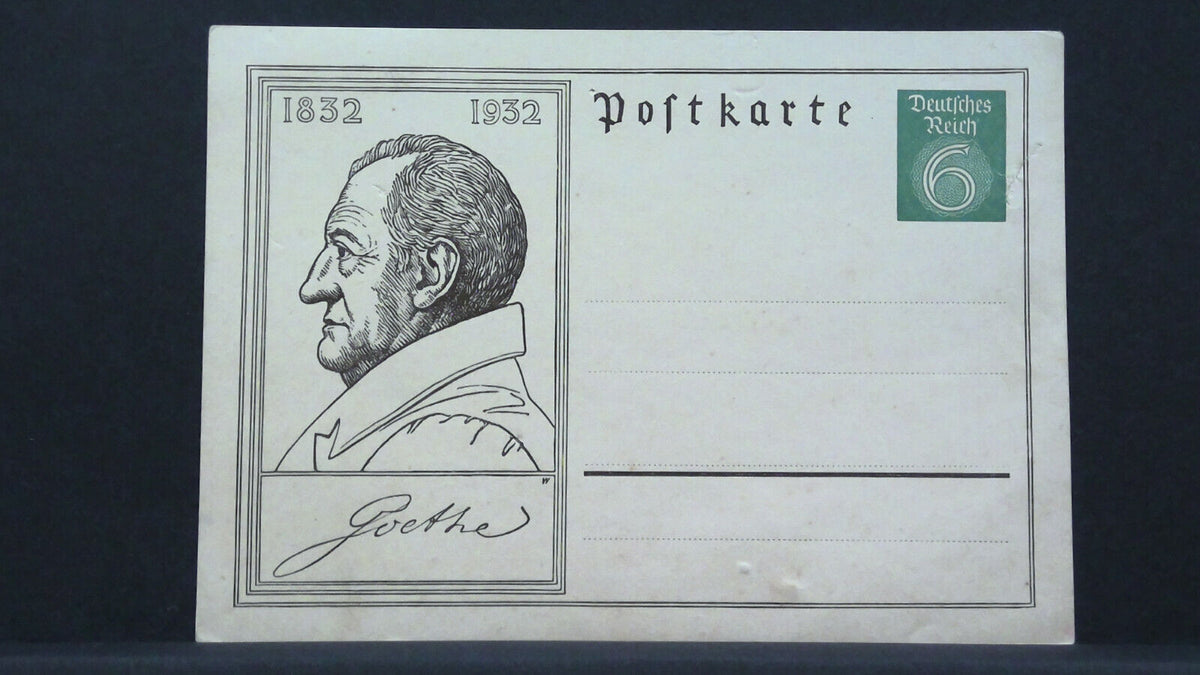 1832 1932
Poſtkarte
Deutſches
Reich
6
W
Goethe